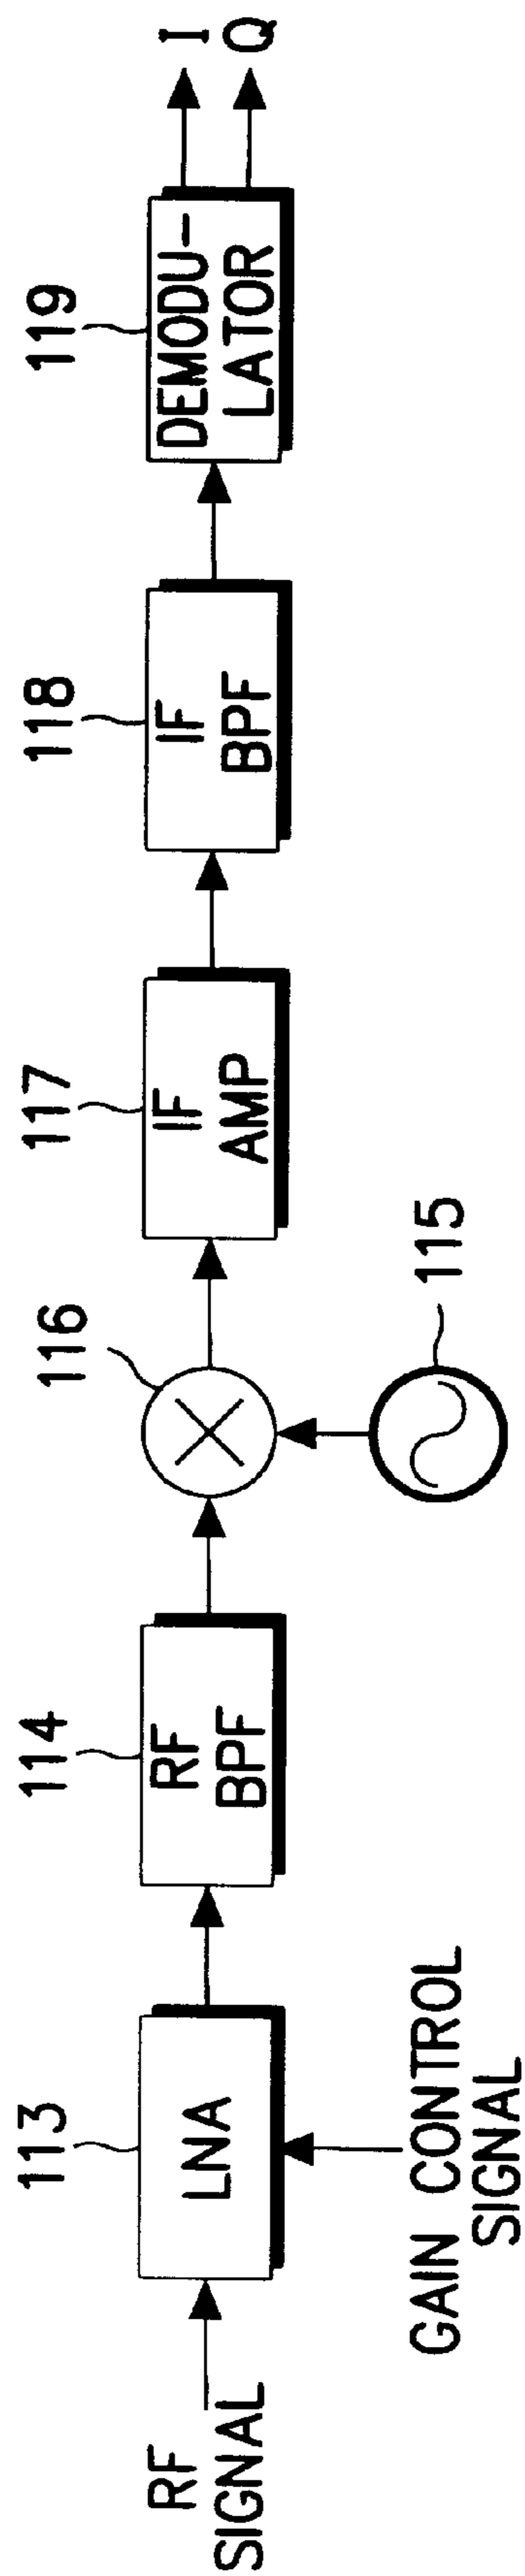 RF
SIGNAL
113
LNA
GAIN CONTROL
SIGNAL
114
RF
BPF
116
115
117
IF
AMP
118
IF
BPF
119
DEMODU-
LATOR
I
Q